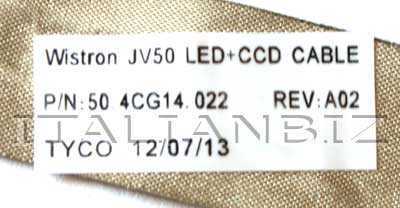 Wistron JV50 LED+CCD CABLE
P/N:50.4CG14.022 REV:A02
ITALIANBIZ
TYCO 12/07/13